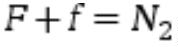 F + f = N₂